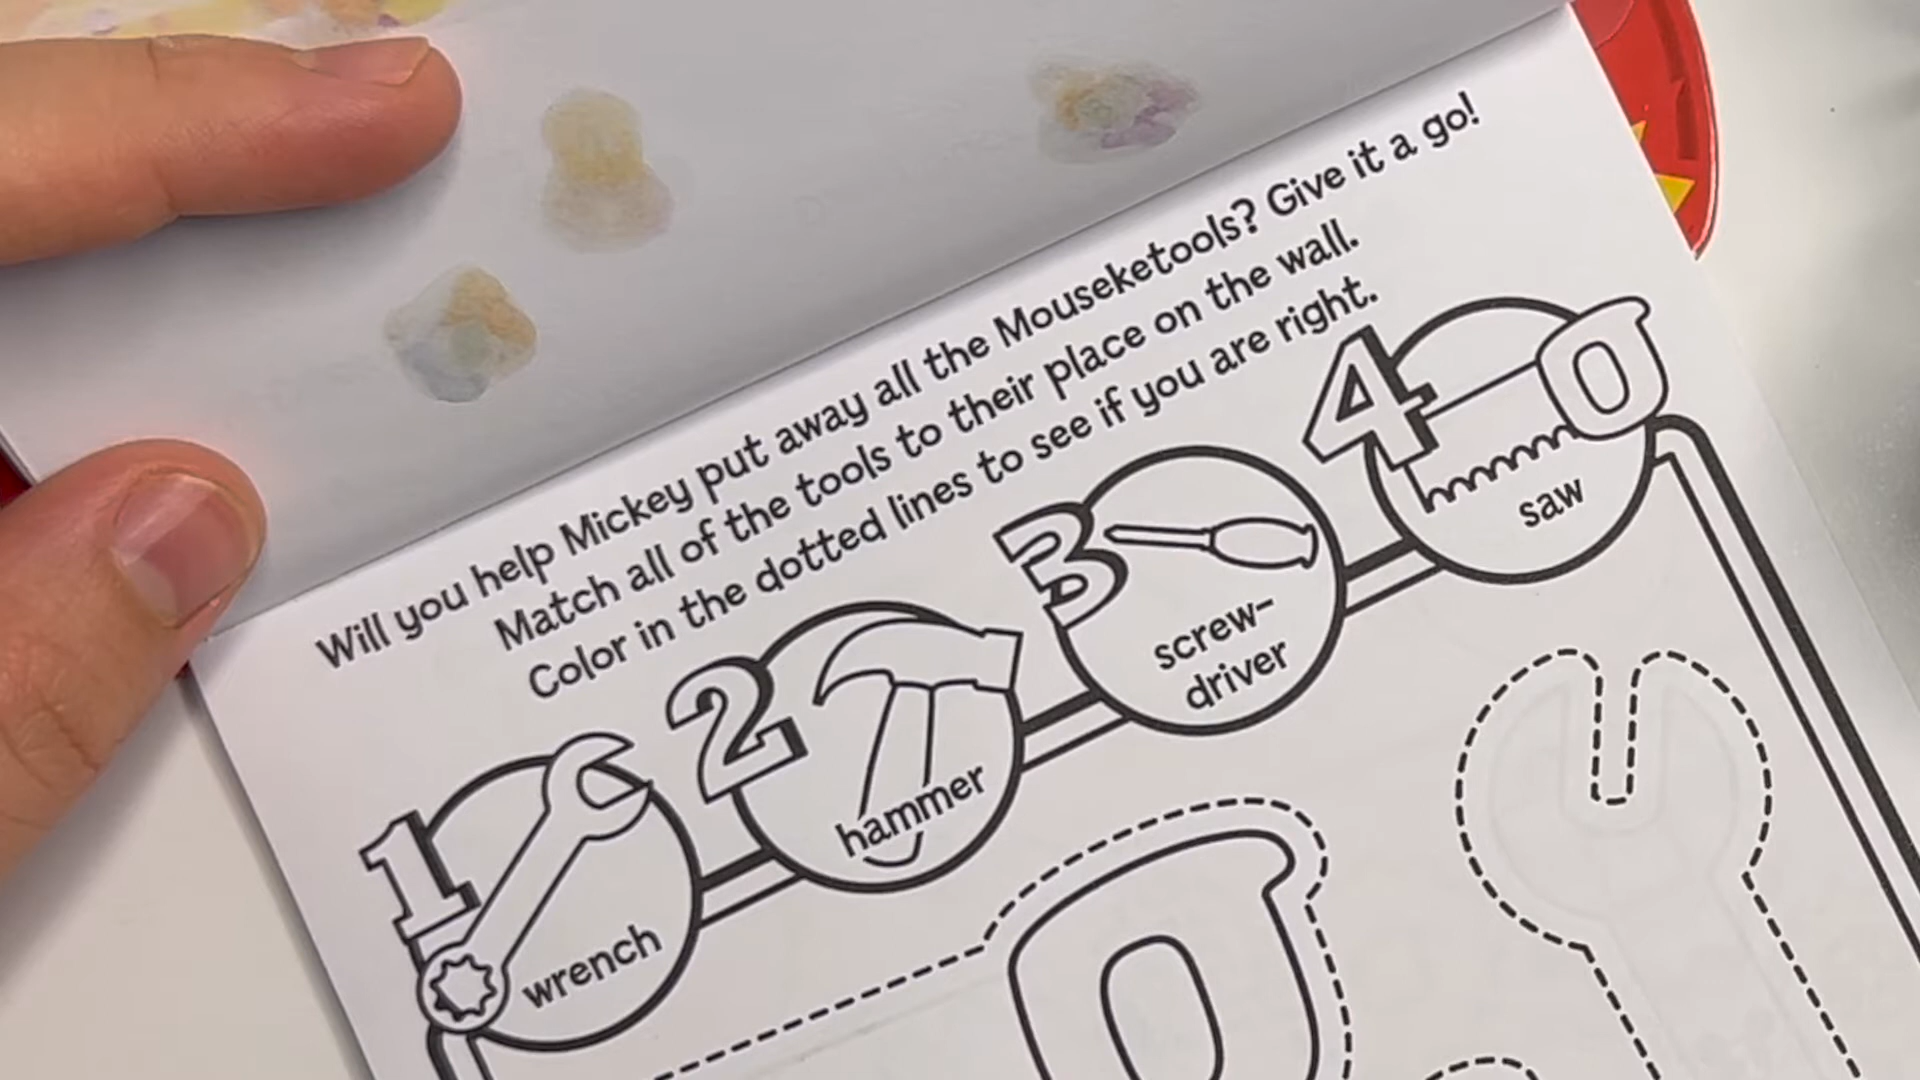 Will you help Mickey put away all the Mouseketools? Give it a go!
Match all of the tools to their place on the wall.
Color in the dotted lines to see if you are right.
1
wrench
2
hammer
3
screw-
driver
4
saw